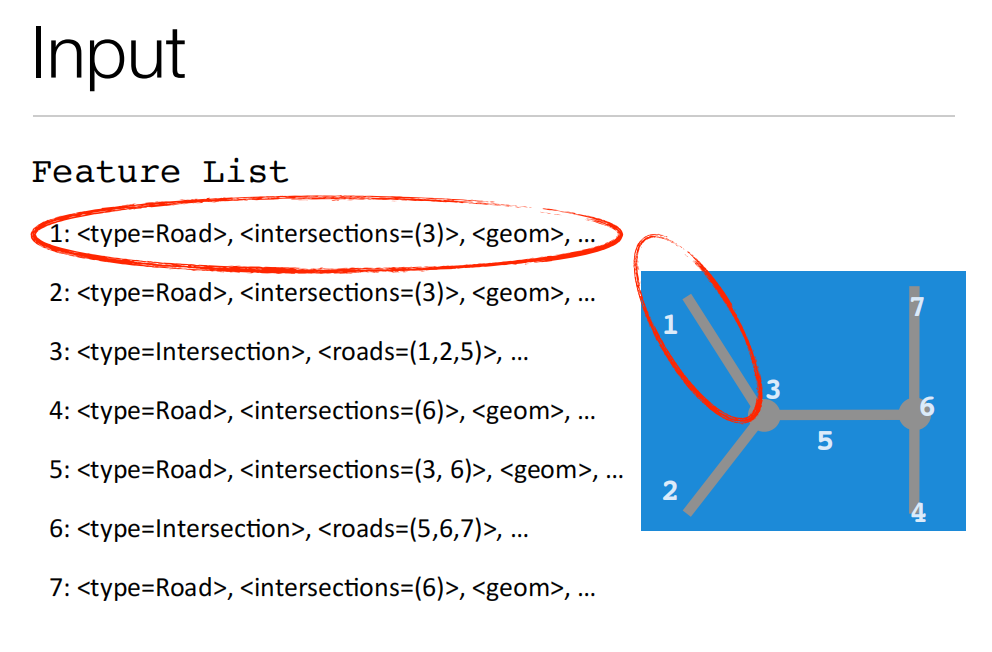 Input
Feature List
1: <type=Road>, <intersections=(3)>, <geom>, ...
2: <type=Road>, <intersections=(3)>, <geom>, ...
3: <type=Intersection>, <roads=(1,2,5)>, ...
4: <type=Road>, <intersections=(6)>, <geom>, ...
5: <type=Road>, <intersections=(3, 6)>, <geom>, ...
6: <type=Intersection>, <roads=(5,6,7)>, ...
7: <type=Road>, <intersections=(6)>, <geom>, ...
7
1
3
6
5
2
4